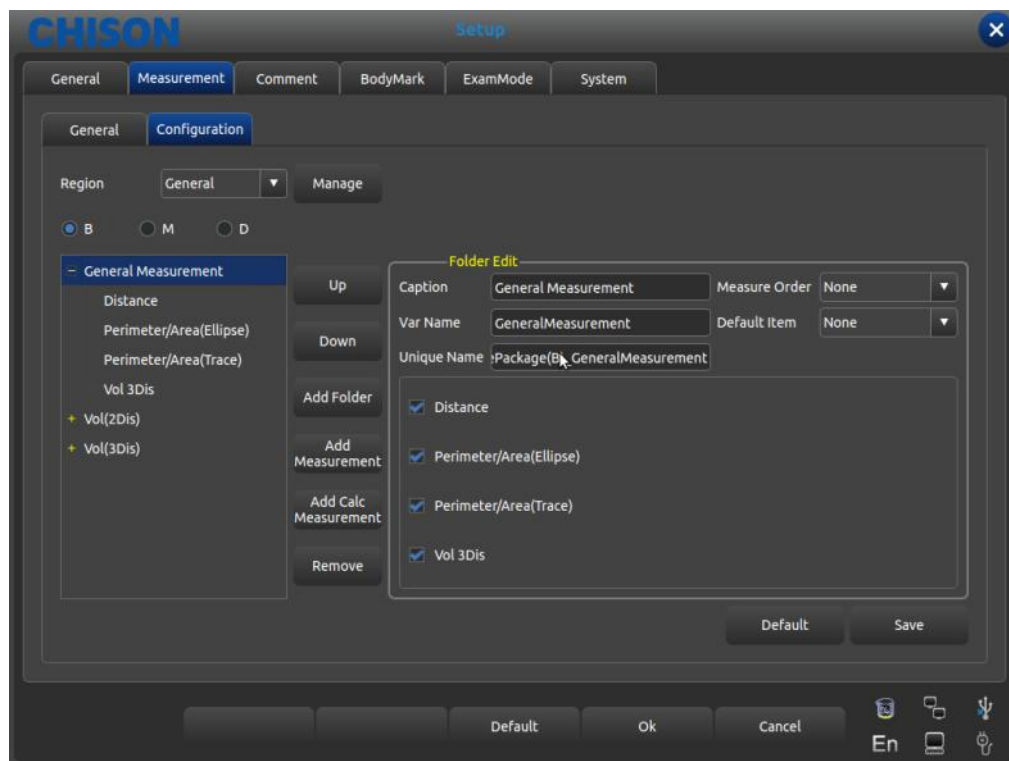 CHISON
Setup
General Measurement Comment BodyMark ExamMode System
General Configuration
Region General Manage
B M D
General Measurement
Distance
Perimeter/Area(Ellipse)
Perimeter/Area(Trace)
Vol 3Dis
Vol(2Dis)
Vol(3Dis)
Up
Down
Add Folder
Add
Measurement
Add Calc
Measurement
Remove
Folder Edit
Caption General Measurement Measure Order None
Var Name GeneralMeasurement Default Item None
Unique Name Package(B)_GeneralMeasurement
Distance
Perimeter/Area(Ellipse)
Perimeter/Area(Trace)
Vol 3Dis
Default Save
Default Ok Cancel
En